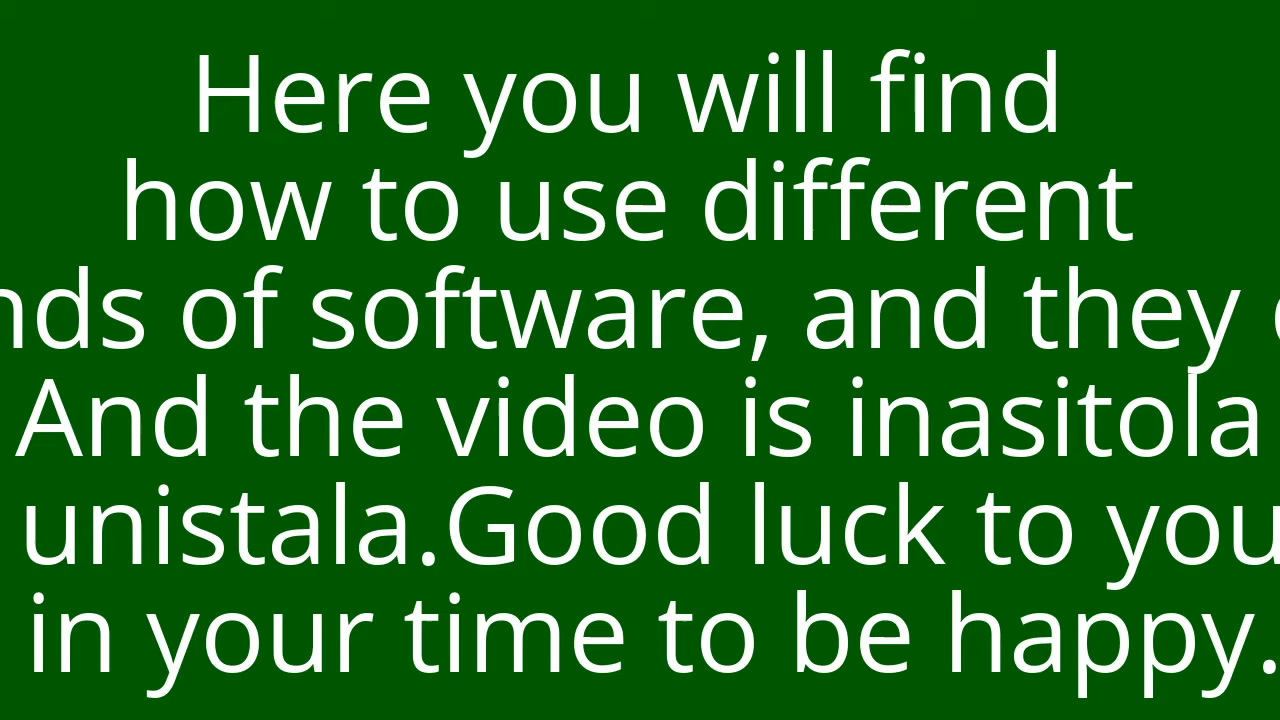 Here you will find
how to use different
nds of software, and they
And the video is inasitola
unistala.Good luck to you
in your time to be happy.